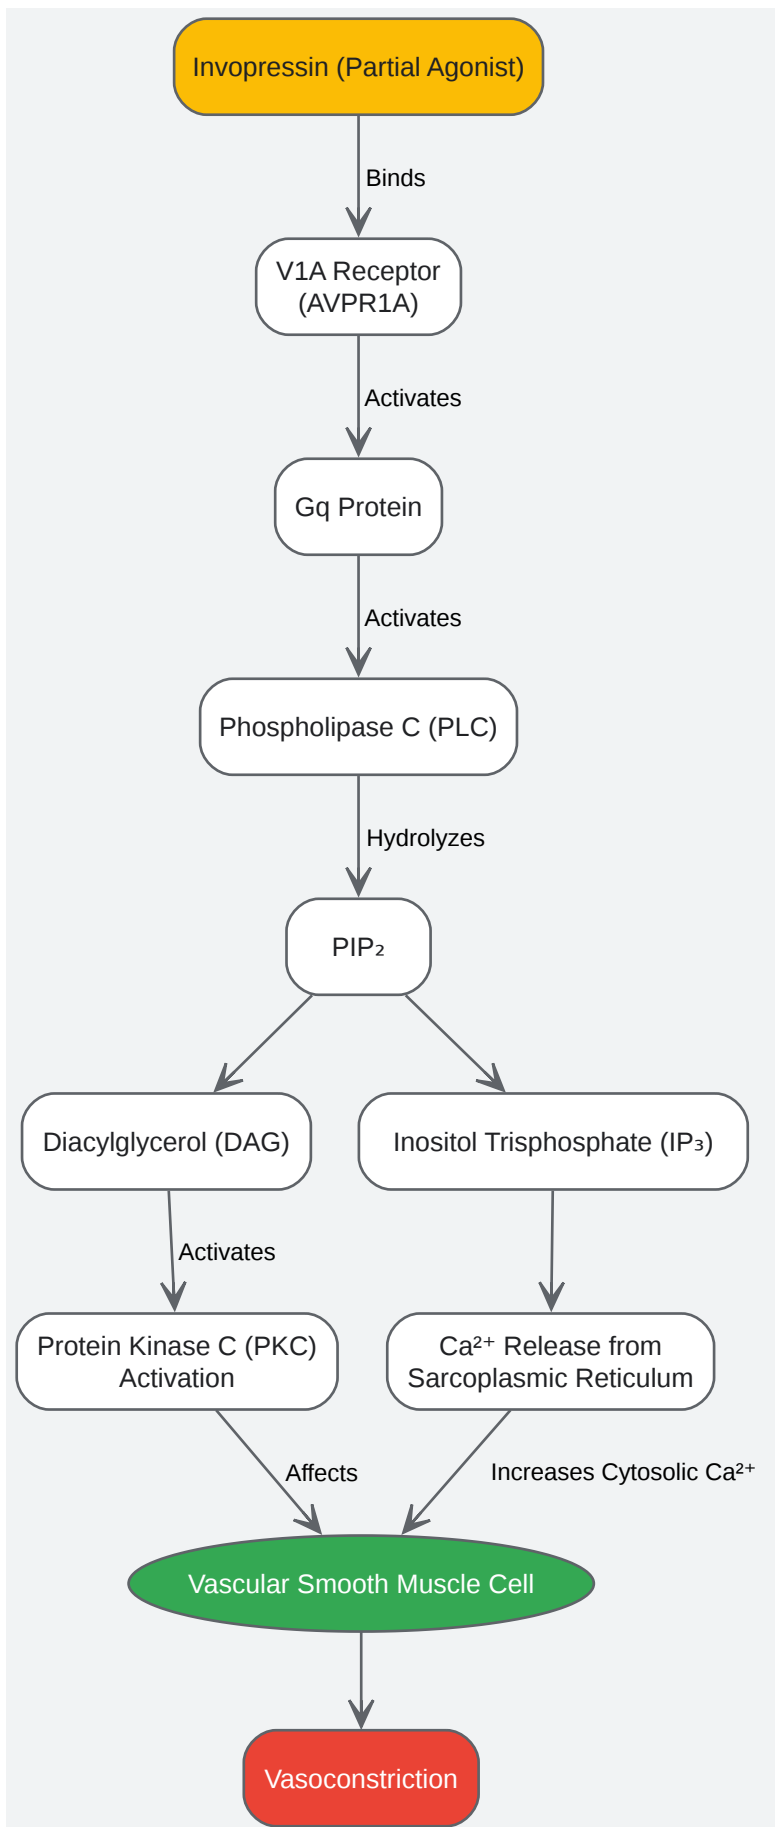 Invopressin (Partial Agonist)
Binds
V1A Receptor
(AVPR1A)
Activates
Gq Protein
Activates
Phospholipase C (PLC)
Hydrolyzes
PIP₂
Diacylglycerol (DAG)
Inositol Trisphosphate (IP₃)
Activates
Protein Kinase C (PKC)
Activation
Ca²⁺ Release from
Sarcoplasmic Reticulum
Affects
Increases Cytosolic Ca²⁺
Vascular Smooth Muscle Cell
Vasoconstriction